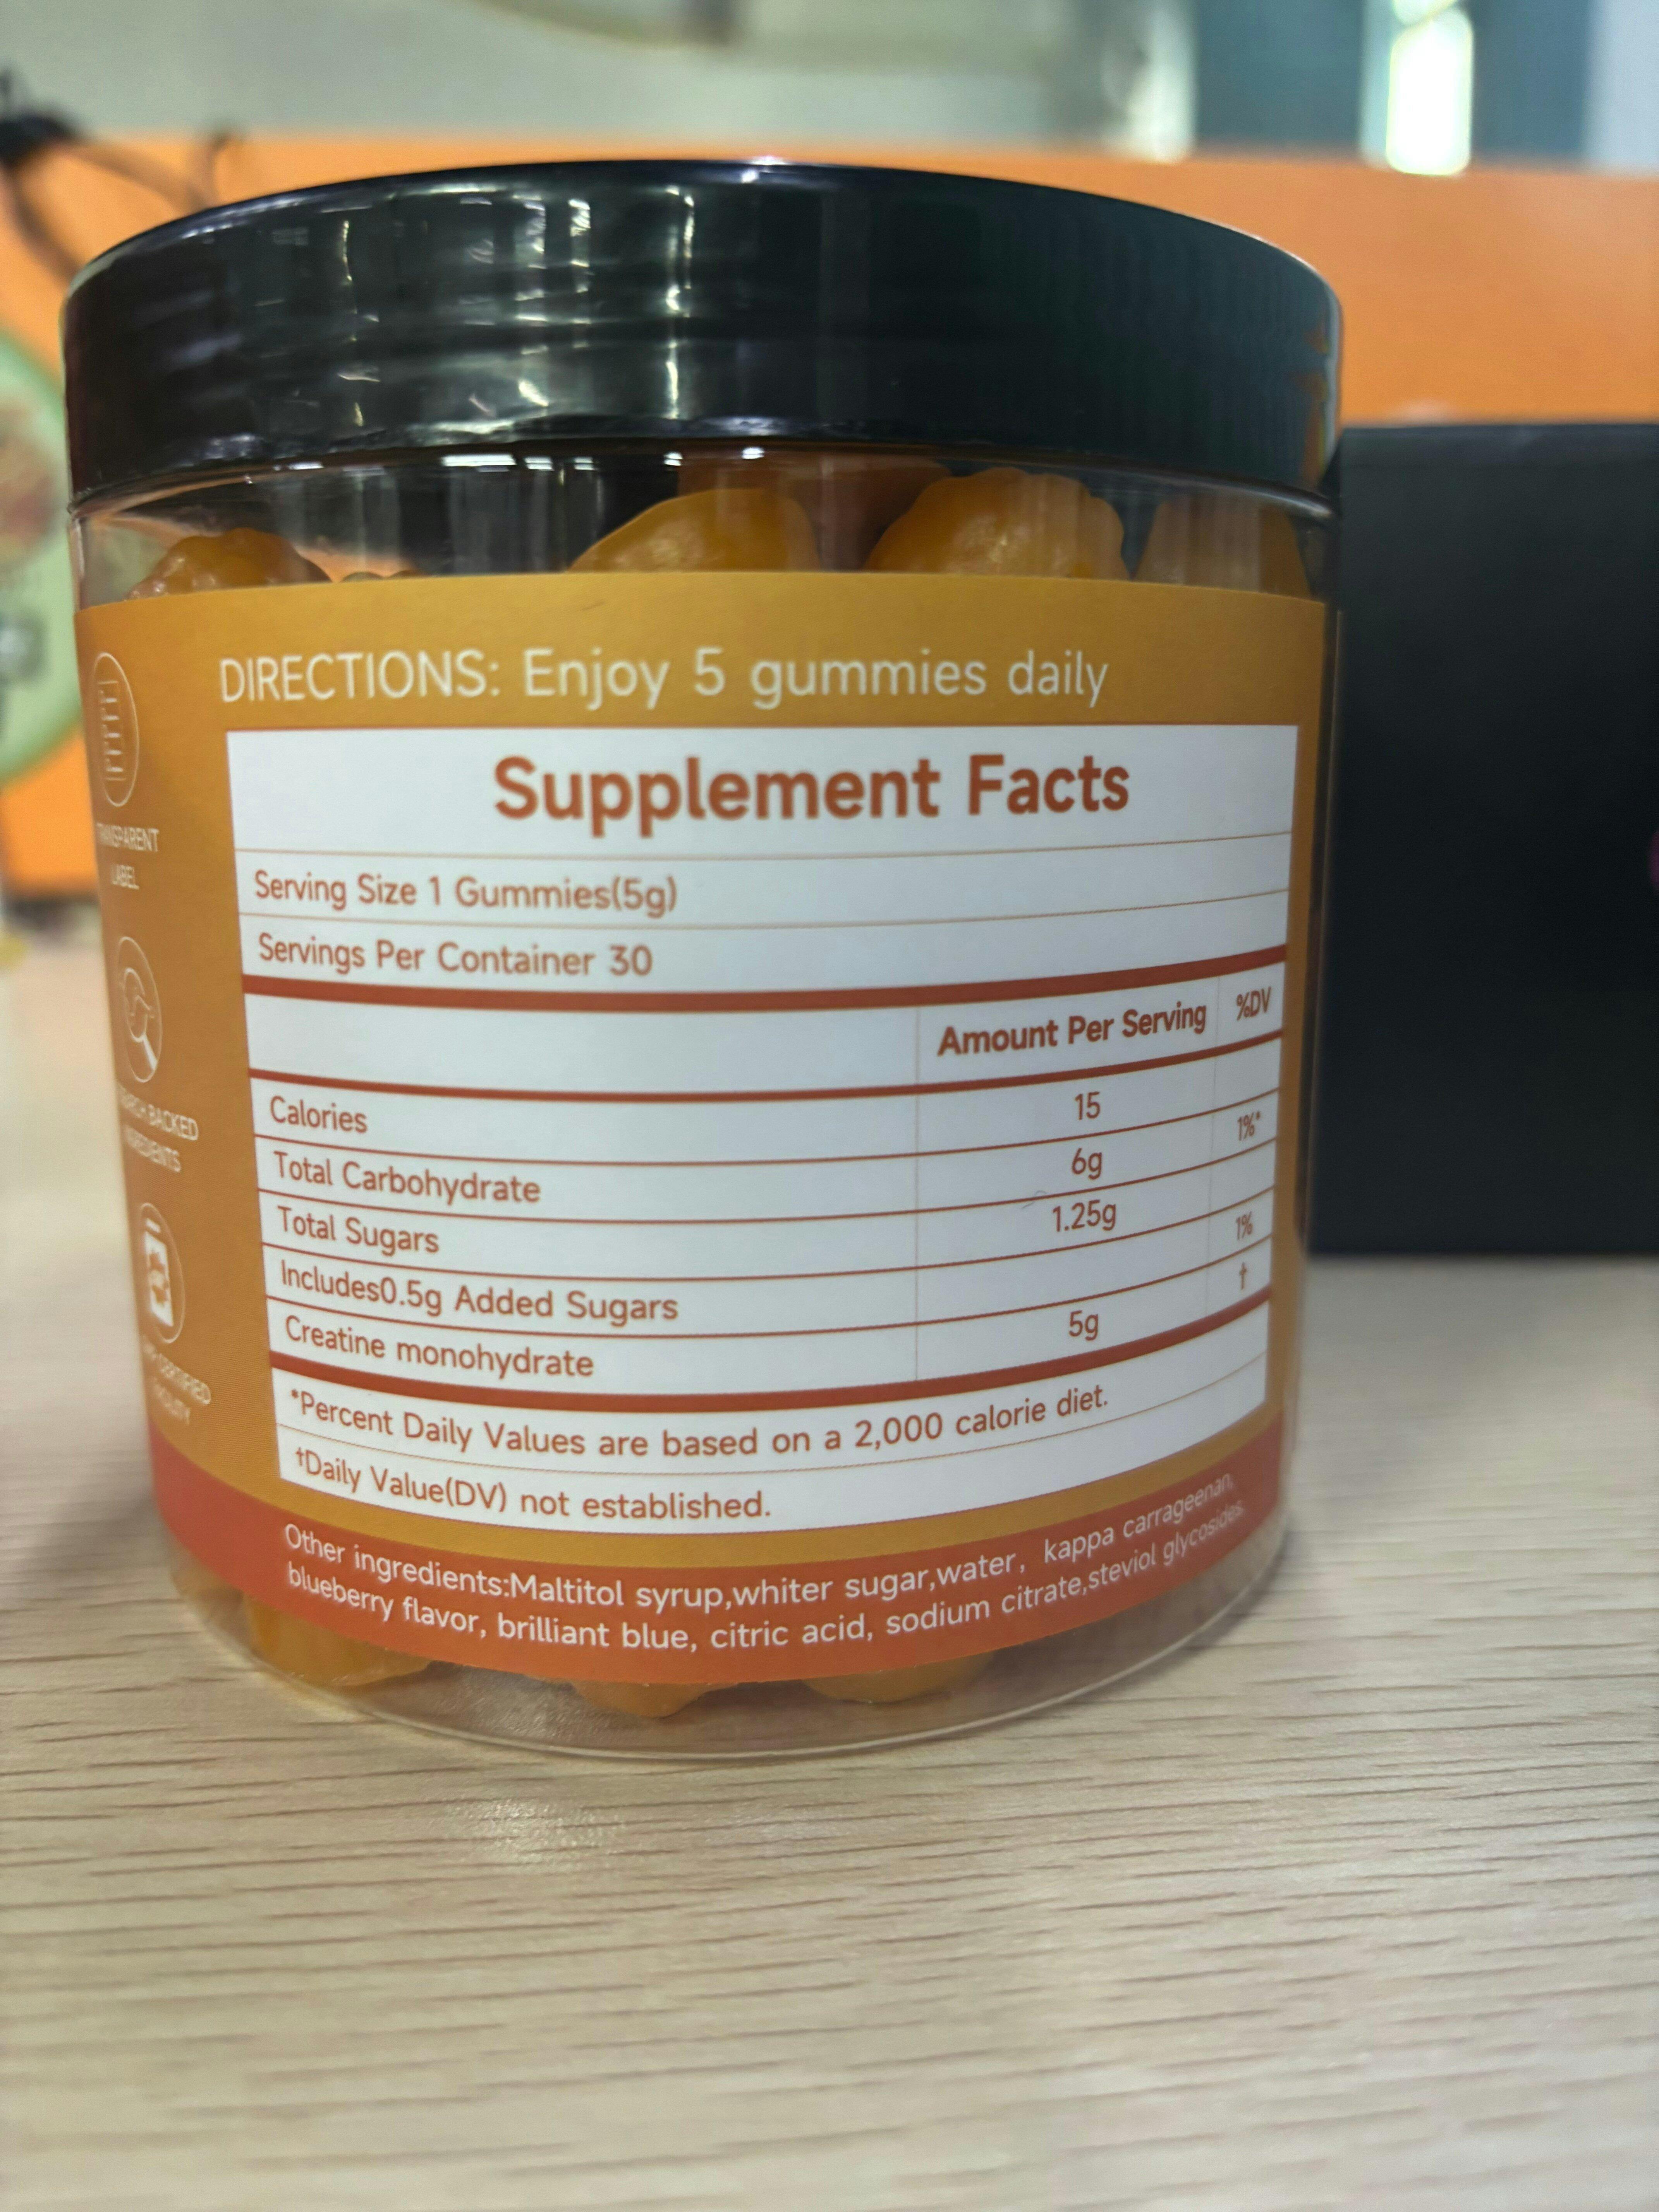 DIRECTIONS: Enjoy 5 gummies daily
Supplement Facts
Serving Size 1 Gummies(5g)
Servings Per Container 30
Amount Per Serving %DV
Calories 15
Total Carbohydrate 6g 1%*
Total Sugars 1.25g
Includes0.5g Added Sugars 1%
Creatine monohydrate 5g †
*Percent Daily Values are based on a 2,000 calorie diet.
†Daily Value(DV) not established.
Other ingredients:Maltitol syrup,whiter sugar,water, kappa carrageenan,
blueberry flavor, brilliant blue, citric acid, sodium citrate,steviol glycosides.
TRANSPARENT
LABEL
BACKED